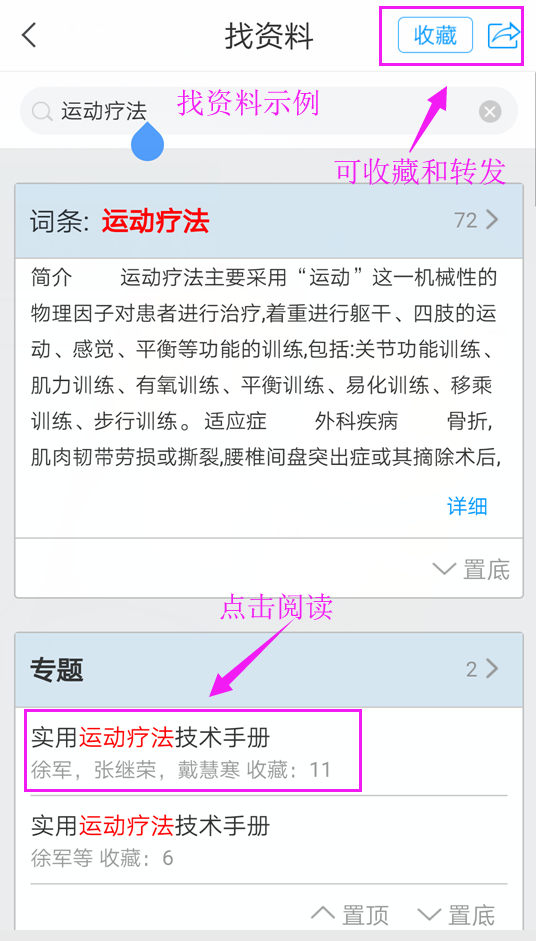 找资料
收藏
运动疗法
找资料示例
可收藏和转发
词条: 运动疗法
72
简介 运动疗法主要采用“运动”这一机械性的
物理因子对患者进行治疗,着重进行躯干、四肢的运
动、感觉、平衡等功能的训练,包括:关节功能训练、
肌力训练、有氧训练、平衡训练、易化训练、移乘
训练、步行训练。 适应症 外科疾病 骨折,
肌肉韧带劳损或撕裂,腰椎间盘突出症或其摘除术后,
详细
置底
点击阅读
专题
2
实用运动疗法技术手册
徐军，张继荣，戴慧寒 收藏：11
实用运动疗法技术手册
徐军等 收藏：6
置顶 置底